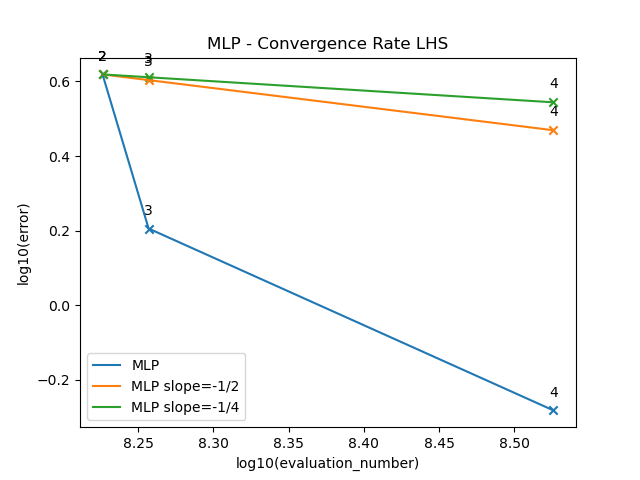 MLP - Convergence Rate LHS
2
3
3
4
4
3
4
0.6
0.4
0.2
0.0
−0.2
log10(error)
MLP
MLP slope=-1/2
MLP slope=-1/4
8.25 8.30 8.35 8.40 8.45 8.50
log10(evaluation_number)